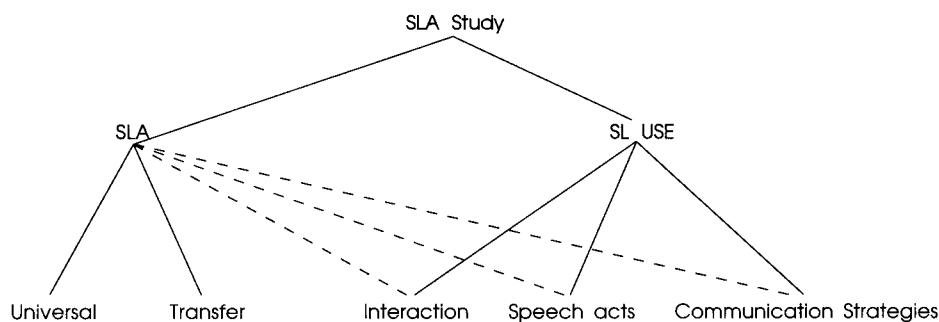 SLA Study
SLA
SL USE
Universal
Transfer
Interaction
Speech acts
Communication Strategies